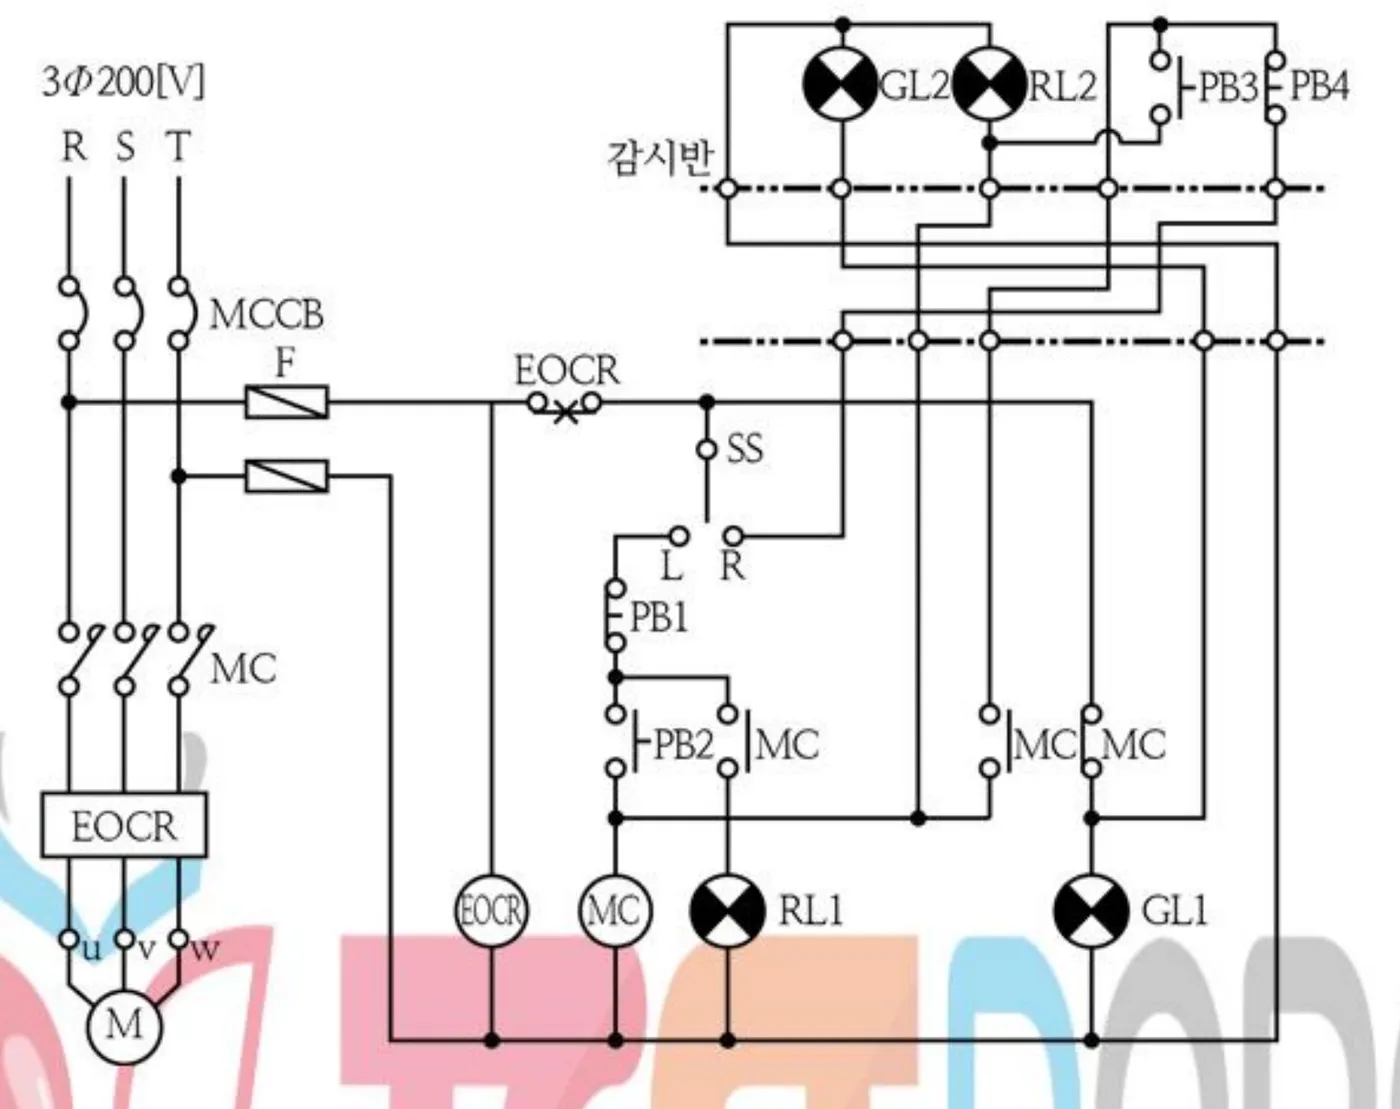 3Φ200[V]
R S T
MCCB
F
EOCR
SS
L R
PB1
PB2 MC
MC MC
MC
EOCR
EOCR MC RL1 GL1
u v w
M
감시반
GL2 RL2 PB3 PB4